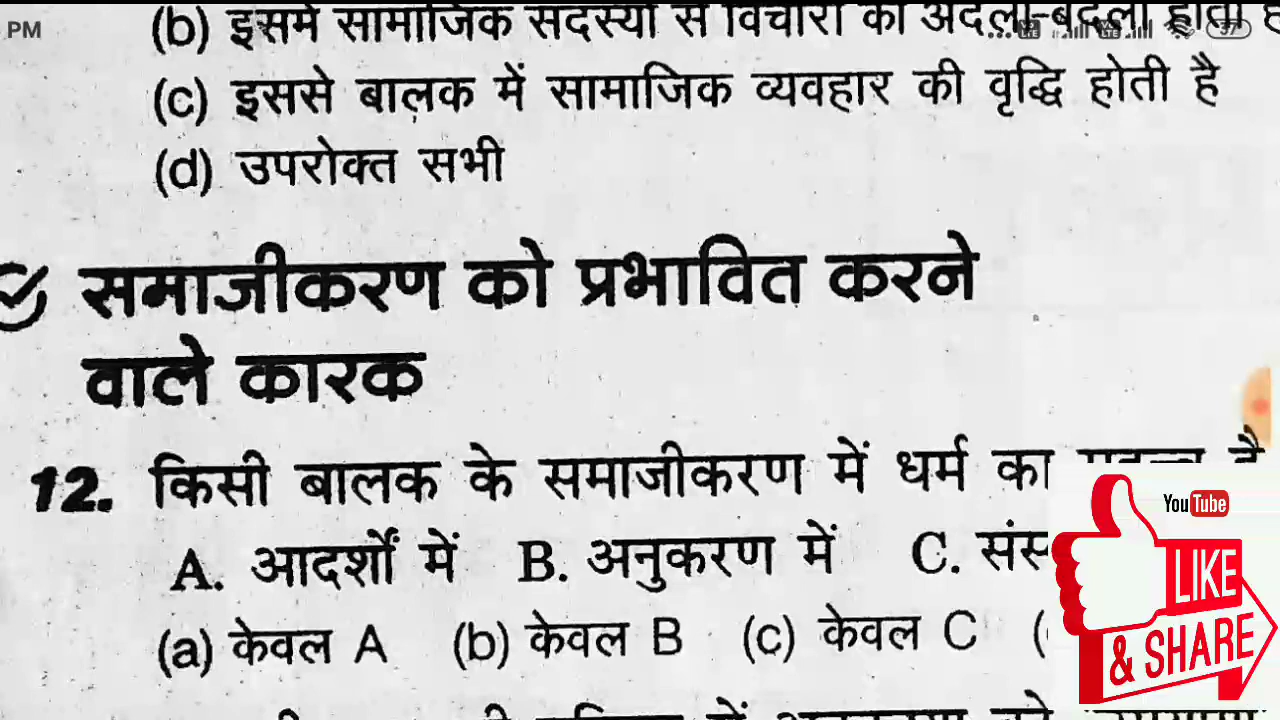 PM
37
(b) इसमें सामाजिक सदस्यों से विचारों का अदला-बदली होता
(c) इससे बालक में सामाजिक व्यवहार की वृद्धि होती है
(d) उपरोक्त सभी
समाजीकरण को प्रभावित करने
वाले कारक
12. किसी बालक के समाजीकरण में धर्म का है
A. आदर्शों में B. अनुकरण में C.
(a) केवल A (b) केवल B (c) केवल C (
YouTube
LIKE
& SHARE